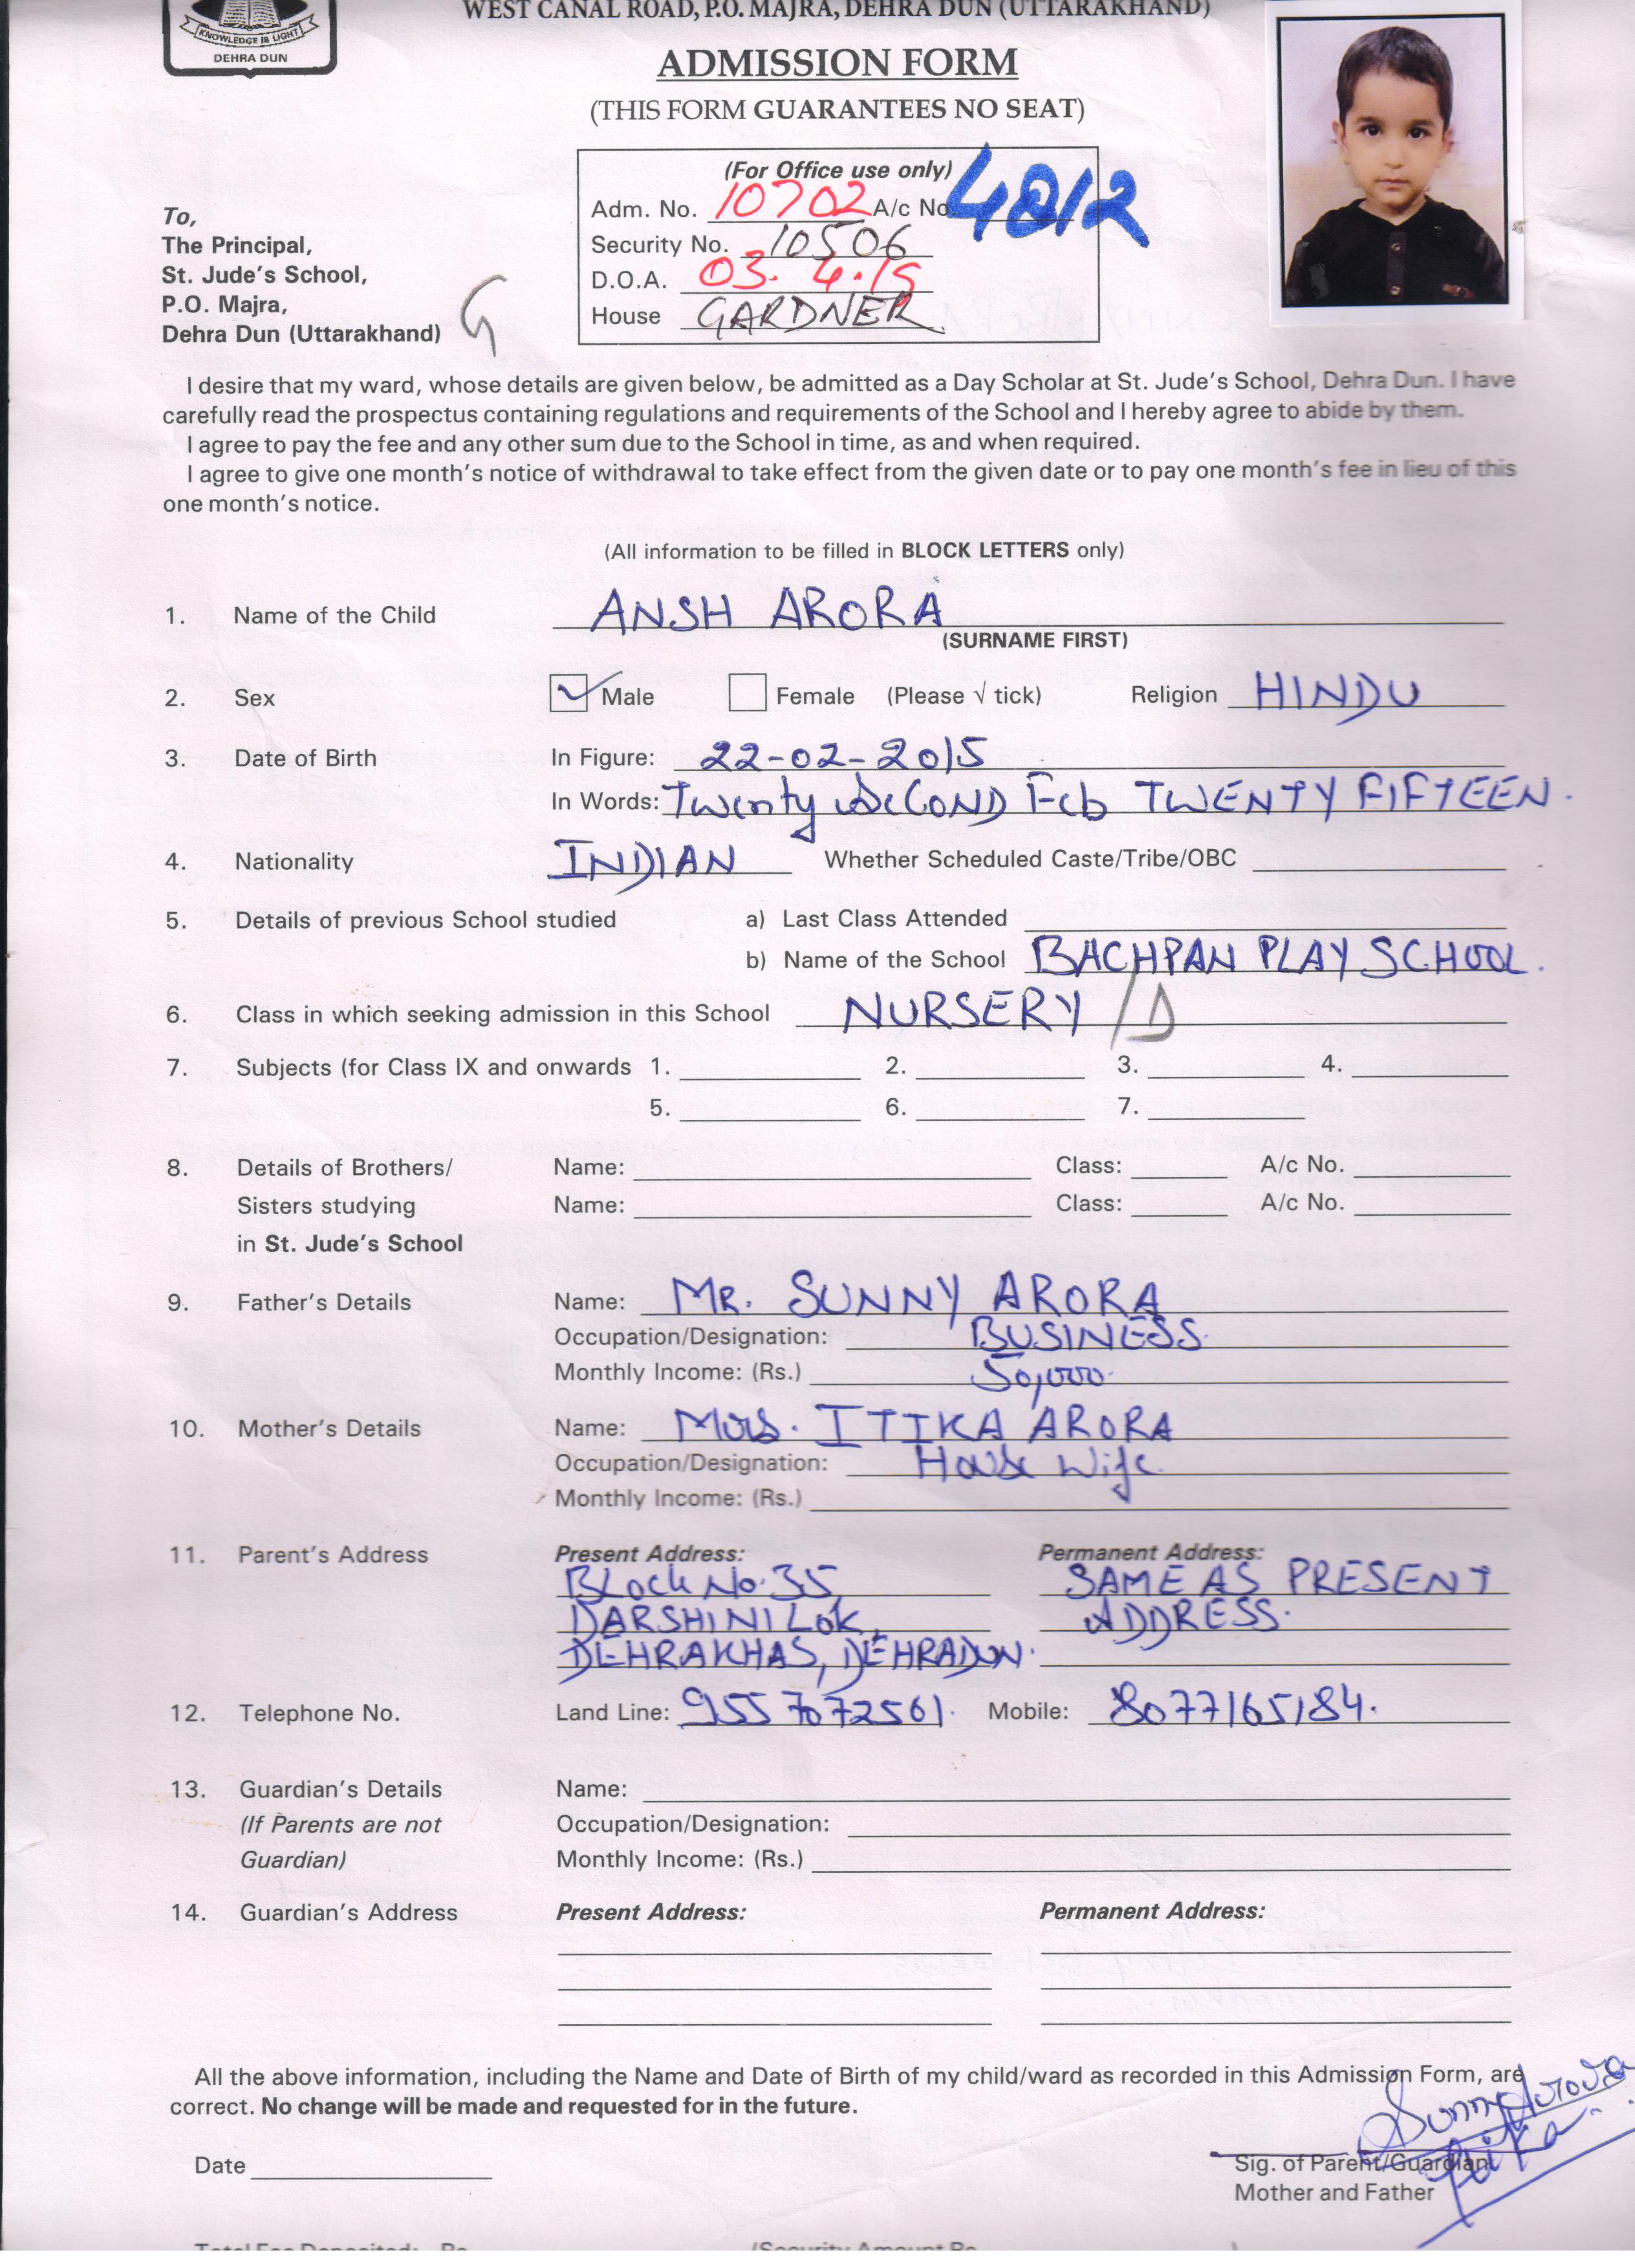 WEST CANAL ROAD, P.O. MAJRA, DEHRA DUN (UTTARAKHAND)
KNOWLEDGE IS LIGHT
DEHRA DUN
ADMISSION FORM
(THIS FORM GUARANTEES NO SEAT)
(For Office use only)
Adm. No. 10702 A/c No 4812
Security No. 10506
D.O.A. 03.4.19
House GARDNER
To,
The Principal,
St. Jude's School,
P.O. Majra,
Dehra Dun (Uttarakhand) G
I desire that my ward, whose details are given below, be admitted as a Day Scholar at St. Jude's School, Dehra Dun. I have
carefully read the prospectus containing regulations and requirements of the School and I hereby agree to abide by them.
I agree to pay the fee and any other sum due to the School in time, as and when required.
I agree to give one month's notice of withdrawal to take effect from the given date or to pay one month's fee in lieu of this
one month's notice.
(All information to be filled in BLOCK LETTERS only)
1. Name of the Child ANSH ARORA
(SURNAME FIRST)
2. Sex Male Female (Please √ tick) Religion HINDU
3. Date of Birth In Figure: 22-02-2015
In Words: Twenty SeCOND Feb TWENTY FIFTEEN.
4. Nationality INDIAN Whether Scheduled Caste/Tribe/OBC
5. Details of previous School studied a) Last Class Attended
b) Name of the School BACHPAN PLAY SCHOOL.
6. Class in which seeking admission in this School NURSERY /D
7. Subjects (for Class IX and onwards 1. 2. 3. 4.
5. 6. 7.
8. Details of Brothers/ Name: Class: A/c No.
Sisters studying Name: Class: A/c No.
in St. Jude's School
9. Father's Details Name: MR. SUNNY ARORA
Occupation/Designation: BUSINESS.
Monthly Income: (Rs.) 50,000.
10. Mother's Details Name: Mrs. ITIKA ARORA
Occupation/Designation: House Wife.
Monthly Income: (Rs.)
11. Parent's Address Present Address: Permanent Address:
BLock No. 35, SAME AS PRESENT
DARSHINI LOK, ADDRESS.
DEHRAKHAS, DEHRADUN.
12. Telephone No. Land Line: 9557072561. Mobile: 8077165184.
13. Guardian's Details Name:
(If Parents are not Occupation/Designation:
Guardian) Monthly Income: (Rs.)
14. Guardian's Address Present Address: Permanent Address:
All the above information, including the Name and Date of Birth of my child/ward as recorded in this Admission Form, are
correct. No change will be made and requested for in the future.
Sunny Arora
Itika
Date Sig. of Parent/Guardian
Mother and Father
Total Fee Deposited: Rs. (Security Amount Rs. )